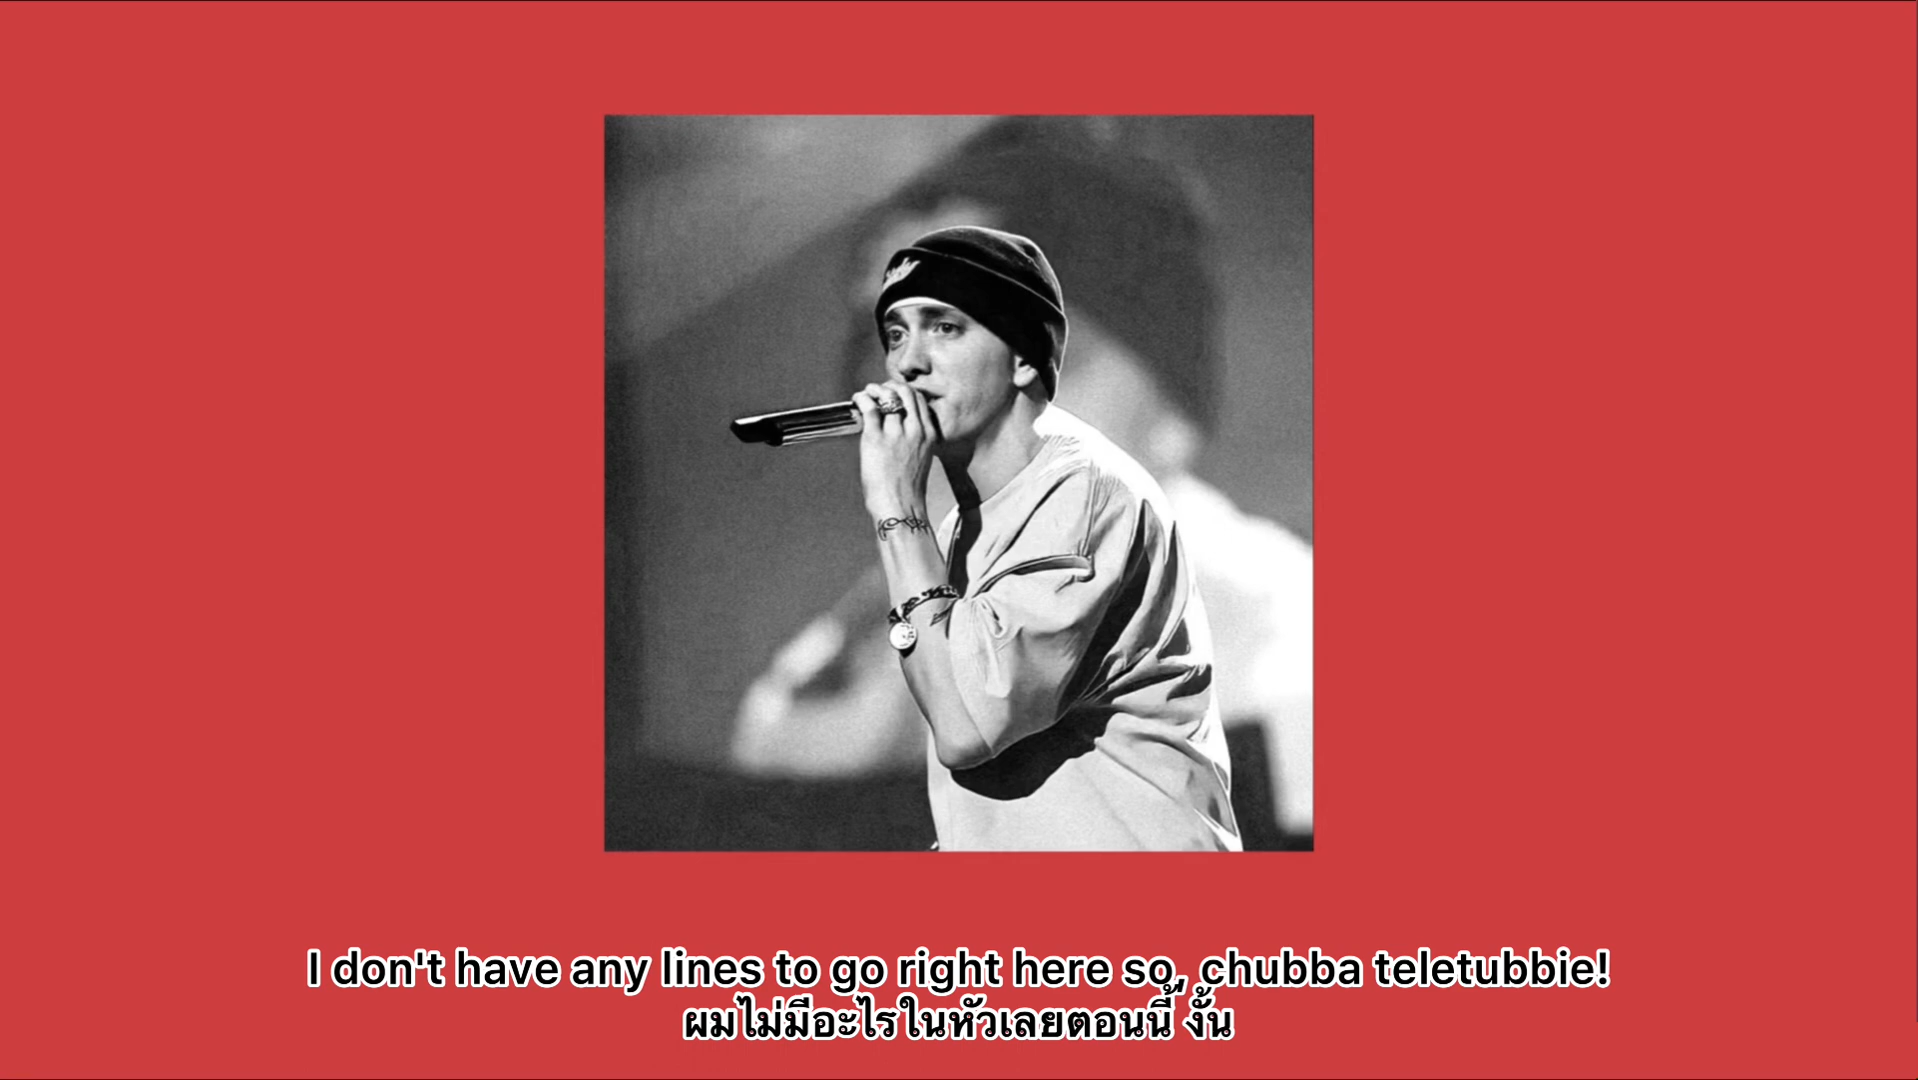 I don't have any lines to go right here so, chubba teletubbie!
ผมไม่มีอะไรในหัวเลยตอนนี้ งั้น